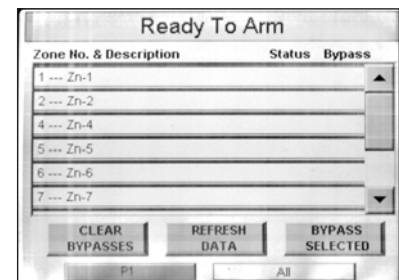 Ready To Arm
Zone No. & Description Status Bypass
1 --- Zn-1
2 --- Zn-2
4 --- Zn-4
5 --- Zn-5
6 --- Zn-6
7 --- Zn-7
CLEAR BYPASSES
REFRESH DATA
BYPASS SELECTED
P1 All